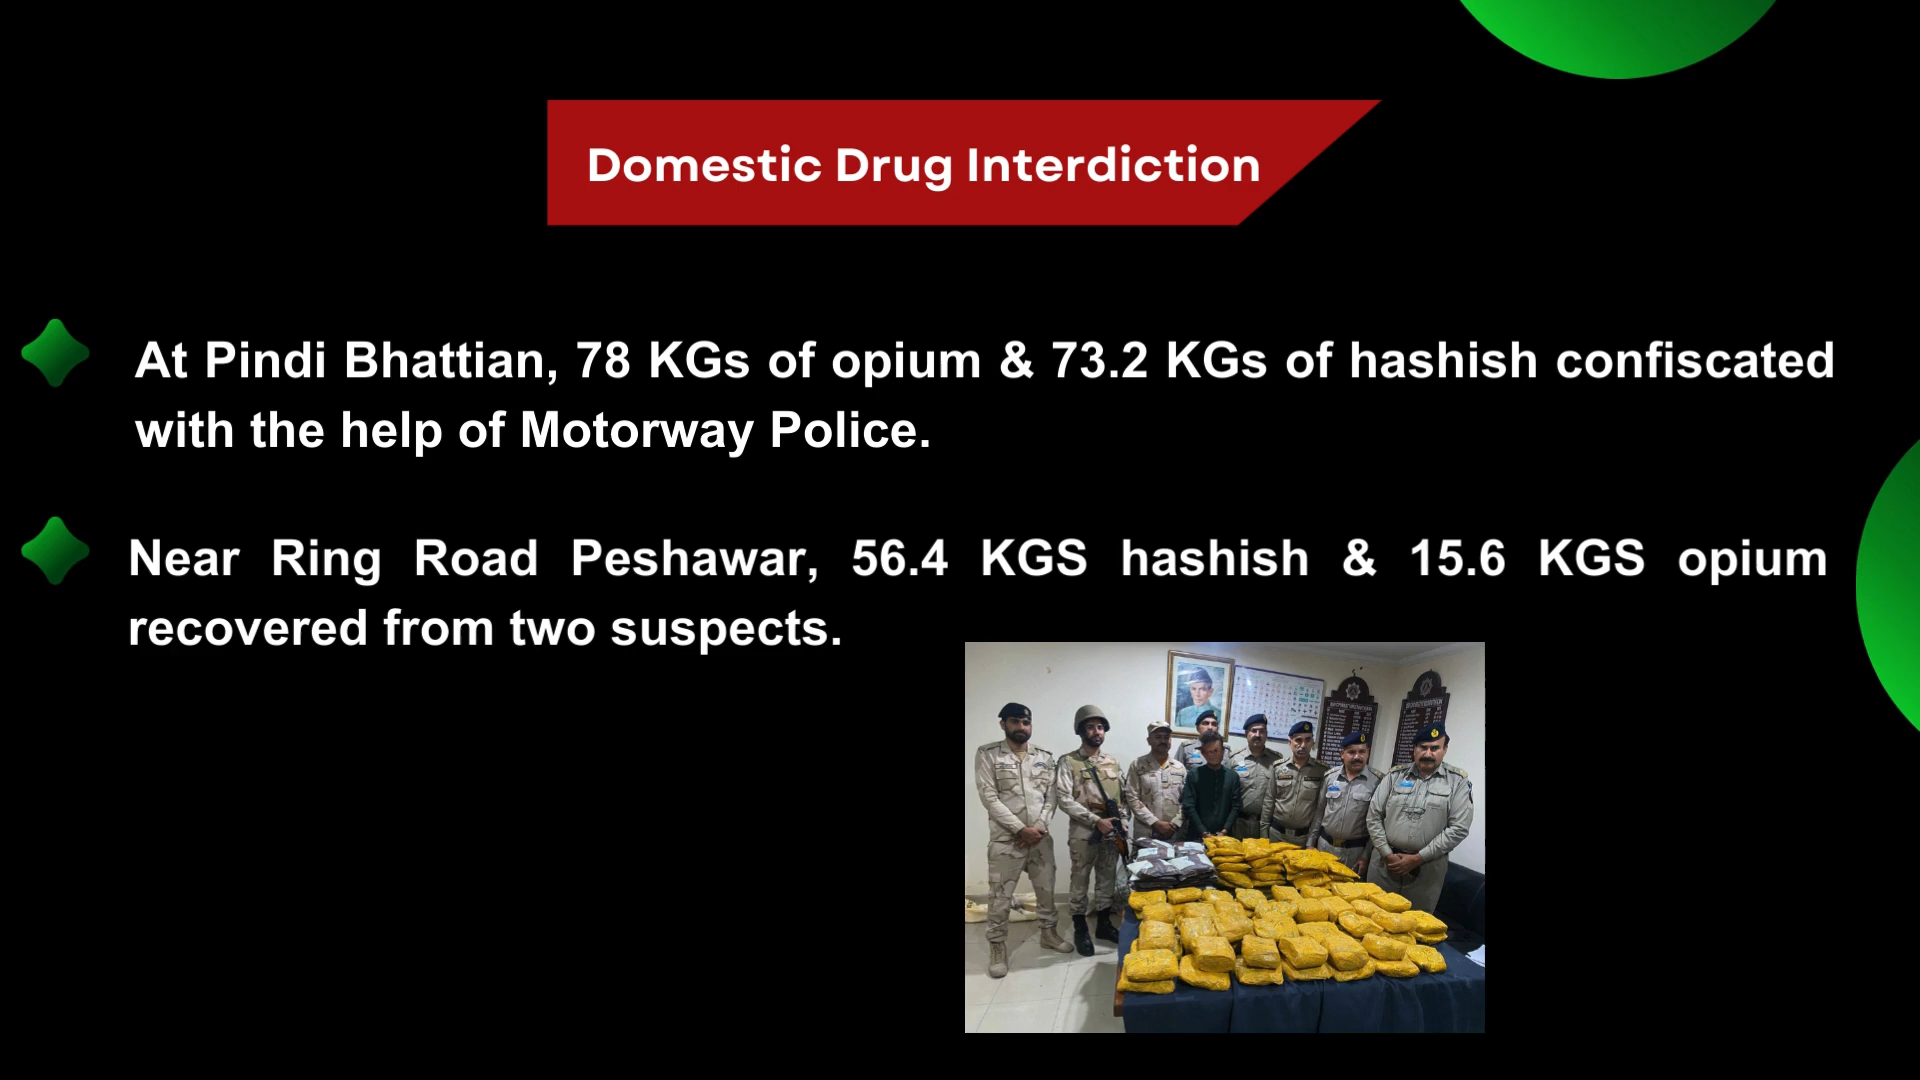 Domestic Drug Interdiction
At Pindi Bhattian, 78 KGs of opium & 73.2 KGs of hashish confiscated
with the help of Motorway Police.
Near Ring Road Peshawar, 56.4 KGS hashish & 15.6 KGS opium
recovered from two suspects.